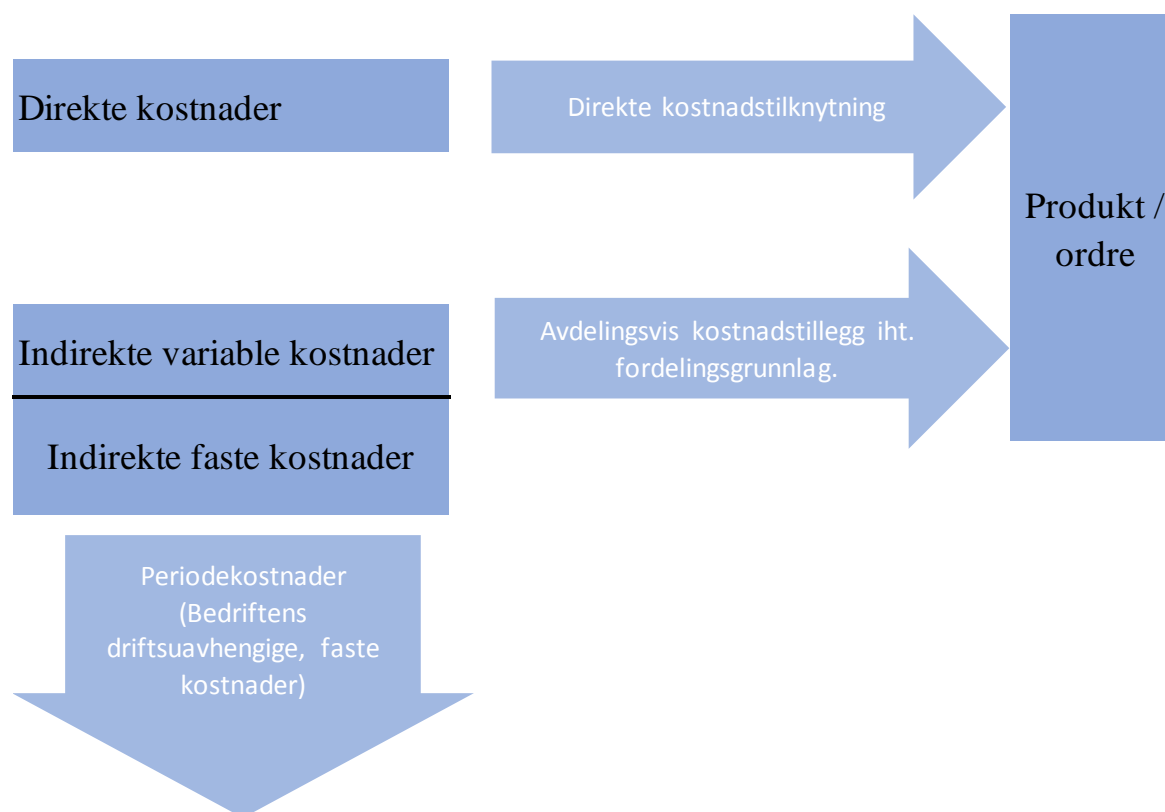 Direkte kostnader
Direkte kostnadstilknytning
Produkt /
ordre
Indirekte variable kostnader
Avdelingsvis kostnadstillegg iht.
fordelingsgrunnlag.
Indirekte faste kostnader
Periodekostnader
(Bedriftens
driftsuavhengige, faste
kostnader)